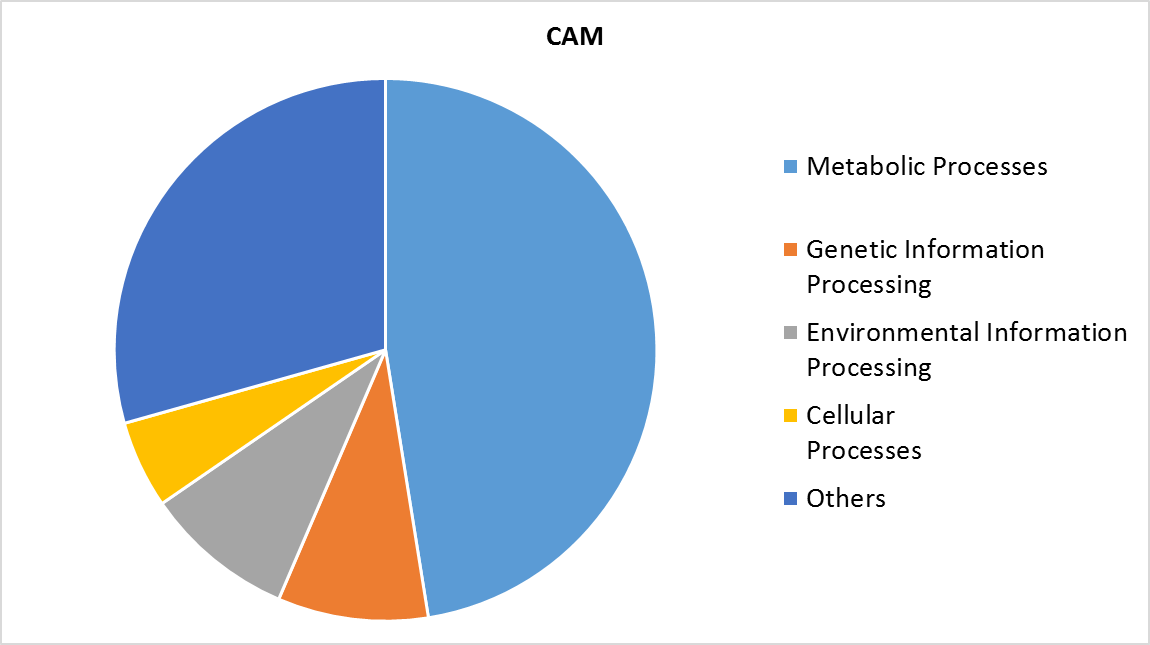 CAM
Metabolic Processes
Genetic Information
Processing
Environmental Information
Processing
Cellular
Processes
Others